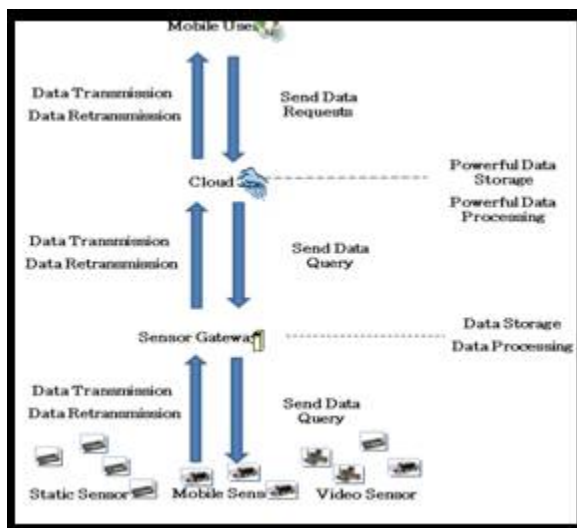 Mobile User
Data Transmission
Data Retransmission
Send Data
Requests
Cloud
Powerful Data
Storage
Powerful Data
Processing
Data Transmission
Data Retransmission
Send Data
Query
Sensor Gateway
Data Storage
Data Processing
Data Transmission
Data Retransmission
Send Data
Query
Static Sensor
Mobile Sens
Video Sensor